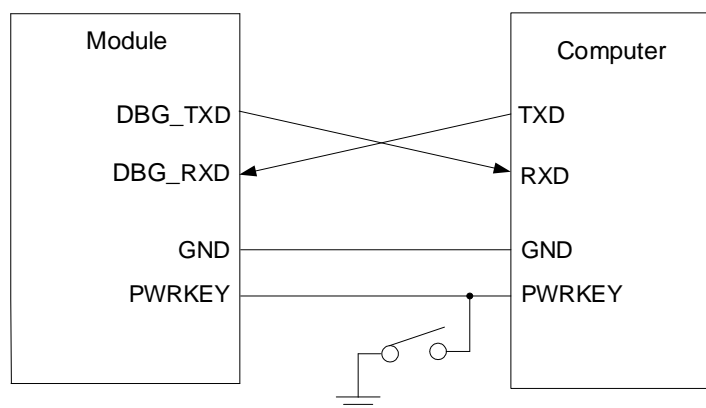 Module
Computer
DBG_TXD
TXD
DBG_RXD
RXD
GND
GND
PWRKEY
PWRKEY